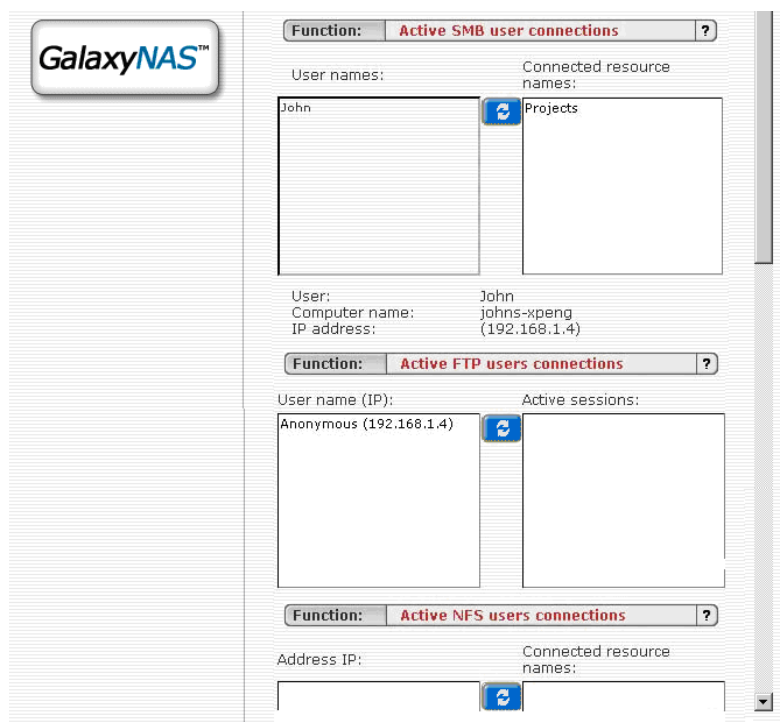 GalaxyNAS™
Function: Active SMB user connections ?
User names:
Connected resource
names:
John
Projects
User: John
Computer name: johns-xpeng
IP address: (192.168.1.4)
Function: Active FTP users connections ?
User name (IP): Active sessions:
Anonymous (192.168.1.4)
Function: Active NFS users connections ?
Address IP:
Connected resource
names: